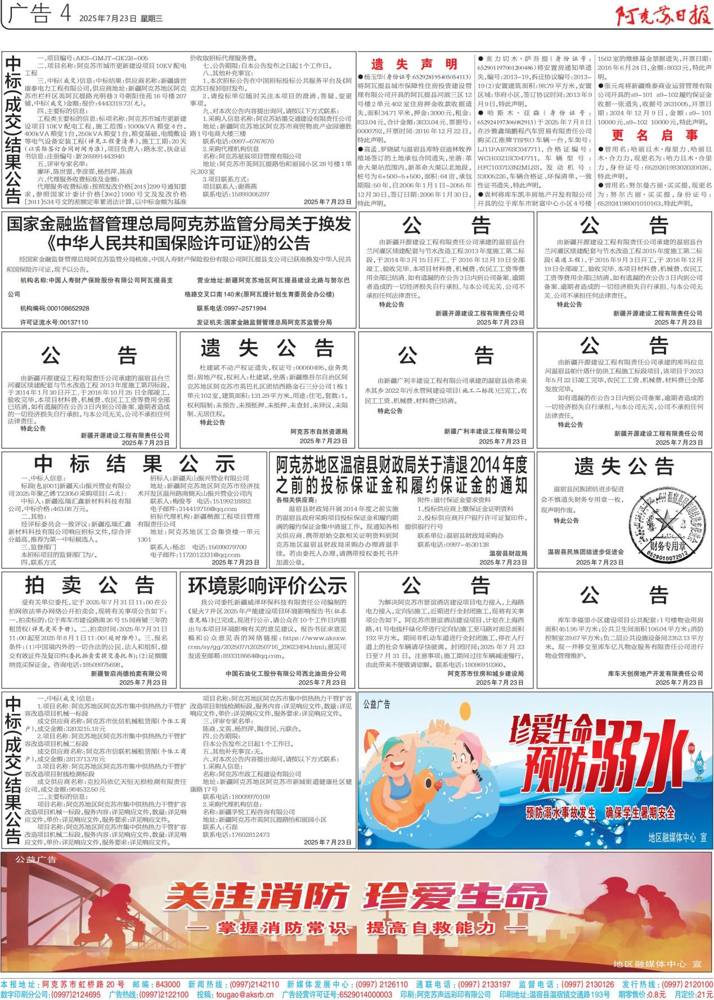 广告 4 2025年7月23日 星期三
阿克苏日报
中标(成交)结果公告
一、项目编号:AKS-GMJT-GKZB-005
二、项目名称:阿克苏市城市更新建设项目10KV配电
工程
三、中标(成交)信息:中标结果:供应商名称:新疆盛世
康泰电力工程有限公司,供应商地址:新疆阿克苏地区阿克
苏市栏杆区英阿瓦提路光明巷3号朝阳佳苑16号楼207
铺,中标(成交)金额:报价:4443319.72(元)。
四、主要标的信息:
工程类主要标的信息:标项名称:阿克苏市城市更新建
设项目10KV配电工程,施工范围:1000kVA箱变4台,
400kVA箱变1台,250kVA箱变1台,箱变基础,电缆敷设
等电气设备安装工程(详见工程量清单),施工工期:20天
(以实际签订合同时间为准),项目负责人:路永宏,执业证
书信息:注册编号:新265991443940
五、评审专家名单:
廖环、陈世雷、李彦霏、杨烈萍、陈焱
六、代理服务收费标准及金额:
代理服务收费标准:按照发改价格[2015]299号通知要
求,参照国家计委计价格[2002]1980号文及发改价格
[2011]534号文的差额定率累进法计算,以中标金额为基准
价收取招标代理服务费。
七、公告期限:自本公告发布之日起1个工作日。
八、其他补充事宜:
1、本次招标公告在中国招标投标公共服务平台及《阿
克苏日报》同时发布。
2、请投标单位随时关注本项目的澄清、答疑、变更
事项。
九、对本次公告内容提出询问,请按以下方式联系:
1.采购人信息名称:阿克苏姑墨交通建设有限责任公司
地址:新疆阿克苏地区阿克苏市商贸物流产业园德胜
路1号电商大楼三楼
联系电话:0997-6767670
2.采购代理机构信息
名称:阿克苏星辰项目管理有限公司
地址:阿克苏市英阿瓦提路怡和丽园小区28号楼1单
元203室
3.项目联系方式:
项目联系人:谢燕燕
联系电话:15899305297
2025年7月23日
遗失声明
●杨玉华(身份证号:652928195405054113)
将阿瓦提县城市保障性住房投资建设管
理有限公司开具的阿瓦提县河滨三区12
号楼2单元402室住房押金收款收据遗
失,面积34.71平米,押金:3000元,租金:
833.04元,合计金额:3833.04元,票据号:
0000792,开票时间:2016年12月22日,
特此声明。
●高孟、罗晓斌与温宿县库特亚迪林牧养
殖场签订的土地承包合同遗失,坐落:革
命大渠站范围内,新革命大渠以北地段,
桩号为6+500-5+500,面积:64亩,承包
期限:50年,自2006年1月1日-2055年
12月30日,签订日期:2006年1月30日,
特此声明。
●亥力切木·萨吾提(身份证号:
652901197001200486)将安置房通知单遗
失,编号:2013-19,拆迁协议编号:2013-
19(2)安置建筑面积:98.79平方米,安置
区域:华府小区,签订协议时间:2013年9
月9日,特此声明。
●哈斯木·亚森(身份证号:
652924197306082913)于2025年7月8日
在沙雅鑫瑞鹏程汽车贸易有限责任公司
购买江淮牌T8PRO车辆一台,车架号:
LJ11PAB76SC047711,合格证编号:
WCH0321SC047711,车辆型号:
HFC1037D3N2MLSS,发动机号:
S3005226,车辆合格证、环保清单,一致
性证书遗失,特此声明。
●袁柯将库车凯丰房地产开发有限公司
开具的位于库车市财富中心小区4号楼
1502室的维修基金票据遗失,开票日期:
2016年6月24日,金额:8033元,特此声
明。
●张元亮将新疆维泰商业运营管理有限
公司开具的s9-101 s9-102履约保证金
收据一张遗失,收据号2631005,开票日
期:2024年12月9日,金额:s9-101
10000元,s9-102 10000元,特此声明。
更名启事
●曾用名:哈丽且木·海里力、哈丽且
木·合力力,现更名为:哈力旦木·合里
力,身份证号:652926198302020026,
特此声明。
●曾用名:努尔曼古丽·买买提,现更名
为:努尔古丽·买买提,身份证号:
652924198001010163,特此声明。
国家金融监督管理总局阿克苏监管分局关于换发
《中华人民共和国保险许可证》的公告
经国家金融监督管理总局阿克苏监管分局核准,中国人寿财产保险股份有限公司阿瓦提县支公司已获准换发中华人民共
和国保险许可证,现予以公告。
机构名称:中国人寿财产保险股份有限公司阿瓦提县支
公司
机构编码:000108652928
许可证流水号:00137110
营业地址:新疆阿克苏地区阿瓦提县建设北路与努尔巴
格路交叉口南140米(原阿瓦提计划生育委员会办公楼)
联系电话:0997-2571994
发证机关:国家金融监督管理总局阿克苏监管分局
公告
由新疆开源建设工程有限责任公司承建的温宿县台
兰河灌区续建配套与节水改造工程2013年度施工第二标
段,于2014年3月15日开工,于2016年12月19日全部
竣工,验收完毕,本项目材料费、机械费、农民工工资等费
用全部已结清,如有遗漏的在公告3日内到公司备案,逾期
者造成的一切经济损失自行承担,与本公司无关,公司不
承担任何法律责任。
特此公告
新疆开源建设工程有限责任公司
2025年7月23日
公告
由新疆开源建设工程有限责任公司承建的温宿县台
兰河灌区续建配套与节水改造工程2015年度施工第二标
段(渠道工程),于2015年9月3日开工,于2016年12月
19日全部竣工,验收完毕,本项目材料费、机械费、农民工
工资等费用全部已结清,如有遗漏的在公告3日内到公司
备案,逾期者造成的一切经济损失自行承担,与本公司无
关,公司不承担任何法律责任。
特此公告
新疆开源建设工程有限责任公司
2025年7月23日
公告
由新疆开源建设工程有限责任公司承建的温宿县台兰
河灌区续建配套与节水改造工程 2013年度施工第四标段,
于2014年1月30日开工,于2016年10月25日全部竣工,
验收完毕,本项目材料费、机械费、农民工工资等费用全部
已结清,如有遗漏的在公告3日内到公司备案,逾期者造成
的一切经济损失自行承担,与本公司无关,公司不承担任何
法律责任。
特此公告
新疆开源建设工程有限责任公司
2025年7月23日
遗失公告
杜建斌不动产权证遗失,权证号:00060495,业务类
型:房地产权,权利人:杜建斌,坐落:新疆维吾尔自治区阿
克苏地区阿克苏市英巴扎区团结西路金石三分公司1栋1
单元102室,建筑面积:131.29平方米,用途:住宅,套数:1,
权利限制:未预告、未预抵押、未抵押、未查封、未异议、未限
制、无居住权。
特此公告
阿克苏市自然资源局
2025年7月23日
公告
由新疆广利丰建设工程有限公司承建的温宿县依希来
木其乡2022年污水管网建设项目(施工二标段)已完工,农
民工工资、机械费、材料费已结清。
特此公告
新疆广利丰建设工程有限公司
2025年7月23日
公告
由新疆开源建设工程有限责任公司承建的库玛拉克
河温宿县帕什塔什防洪工程施工标段项目,该项目于2023
年5月22日竣工完毕,农民工工资、机械费、材料费已全部
发放完毕。
如有遗漏的在公告3日内到公司备案,逾期者造成的
一切经济损失自行承担,与本公司无关,公司不承担任何
法律责任。
特此公告
新疆开源建设工程有限责任公司
2025年7月23日
中标结果公示
一、中标人信息:
标段(包)[001]新疆天山振兴管业有限公
司2025年聚乙烯T23050采购项目(二次):
中标人:新疆泓瑞汇鑫新材料科技有限
公司,中标价格:463.08万元。
二、其他:
经评标委员会一致评议:新疆泓瑞汇鑫
新材料科技有限公司响应招标文件,综合评
分最高,推荐为第一中标候选人。
三、监督部门
本招标项目的监督部门为/。
四、联系方式
招标人:新疆天山振兴管业有限公司
地址:新疆阿克苏地区阿克苏市经济技
术开发区温州路南侧天山振兴管业公司内
联系人:梅俊苓 电话:15199218882
电子邮件:314419716@qq.com
招标代理机构:新疆楷源工程项目管理
有限责任公司
地址:阿克苏地区工会集资楼一单元
1301
联系人:杨志 电话:15699079700
电子邮件:1172012331@qq.com
2025年7月23日
阿克苏地区温宿县财政局关于清退2014年度
之前的投标保证金和履约保证金的通知
各相关供应商:
温宿县财政局开展2014年度之前实施
的温宿县政府采购项目投标保证金和履约期
满的履约保证金集中清退工作。现通知各相
关供应商,携带原始交款相关证明资料到阿
克苏地区温宿县财政局采购办办理清退手
续。若由委托人办理,请携带授权委托书并
加盖公章。
附件:退付保证金要求资料
1、投标供应商上缴保证金证明资料
2、投标供应商开户银行许可证复印件,
提供银行行号
联系单位:温宿县财政局采购办
联系电话:0997-4530138
温宿县财政局
2025年7月23日
遗失公告
温宿县民族团结进步促进
会不慎遗失财务专用章一枚,
现声明作废。
特此公告
温宿县民族团结进步促进会
2025年7月23日
温宿县民族团结进步促进会
财务专用章
6529010072012
拍卖公告
受有关单位委托,定于2025年7月31日11:00在公
拍网依法举办网络公开拍卖会,现将有关事项公告如下:
一、拍卖标的:位于库车市建设路南26号15间商铺三年的
租赁权(详见竞买手册)。二、拍卖时间:2025年7月31日
11:00起至2025年8月1日11:00(延时除外)。三、报名
条件:(1)中国境内外的一切合法的公民、法人和组织,提
交有效证件及复印件(委托拍卖需提交委托书);(2)足额缴
纳竞买保证金。咨询电话:18509975698。
新疆智启尚德拍卖有限公司
2025年7月23日
环境影响评价公示
我公司委托新疆威泽环保科技有限责任公司编制的
《星火7井区2025年产能建设项目环境影响报告书(征求
意见稿)》已完成,现进行公示,请公众在10个工作日内提
出与本项目环境影响有关的意见建议。报告书征求意见
稿和公众意见表的网络链接:https://www.aksxw.
com/sy/gg/202507/t20250716_29623494.html;意见可
发送至邮箱:893318664@qq.com。
中国石油化工股份有限公司西北油田分公司
2025年7月23日
公告
为解决阿克苏市景谊酒店建设项目电力接入,上海路
电力接入,定向钻施工,近期进行全封闭施工,现将有关事
项公告如下。阿克苏市景谊酒店建设项目,计划在上海西
路,41号电线杆绿化带进行定向钻施工至马路对面总面积
192平方米。期间非机动车道进行全封闭施工,停在人行
道上的社会车辆请尽快驶离。封闭时间:2025年7月23
日至7月31日。注意事项;施工期间过往车辆减速慢行,
由此带来不便敬请谅解。联系电话:18096910360。
阿克苏市住房和城乡建设局
2025年7月23日
公告
库车幸福里小区建设项目公共配套:1号楼物业用房
面积451.95平方米;公共卫生间面积106.04平方米;消防
控制室29.67平方米;负二层公共设施设备间2352.13平方
米。现一并移交至库车亿凡物业服务有限责任公司进行
物业管理维护。
库车天创房地产开发有限责任公司
2025年7月23日
中标(成交)结果公告
一、中标(成交)信息:
1.项目名称:阿克苏地区阿克苏市集中供热热力干管扩
容改造项目机械一标段
成交供应商名称:阿克苏市优信机械租赁部(个体工商
户),成交金额:3203215.18元
2.项目名称:阿克苏地区阿克苏市集中供热热力干管扩
容改造项目机械二标段
成交供应商名称:阿克苏市信联机械租赁部(个体工商
户),成交金额:2813713.78元
3.项目名称:阿克苏地区阿克苏市集中供热热力干管扩
容改造项目射线检测标段
成交供应商名称:克拉玛依亿天恒无损检测有限责任
公司,成交金额:984532.50元
二、主要标的信息:
项目名称:阿克苏地区阿克苏市集中供热热力干管扩容
改造项目机械一标段,服务内容:详见响应文件,数量:详见响
应文件,单价:详见响应文件,服务要求:详见响应文件。
项目名称:阿克苏地区阿克苏市集中供热热力干管扩容
改造项目机械二标段,服务内容:详见响应文件,数量:详见响
应文件,单价:详见响应文件,服务要求:详见响应文件。
项目名称:阿克苏地区阿克苏市集中供热热力干管扩容
改造项目射线检测标段,服务内容:详见响应文件,数量:详见
响应文件,单价:详见响应文件,服务要求:详见响应文件。
三、评审专家名单:
陈焱、文英、杨烈萍、陶彦民、元联合。
四、公告期限:
自本公告发布之日起1个工作日。
五、其他补充事宜:无。
六、对本次公告内容提出询问,请按以下方式联系:
1.采购人信息:
名称:阿克苏市政工程建设有限公司
地址:新疆阿克苏地区阿克苏市新城街道健康社区健
康路17号
联系电话:18009970109
2.采购代理机构信息:
名称:新疆孚悦工程咨询有限公司
地址:新疆阿克苏市英阿瓦提路怡和丽园小区
联系人:石磊
联系电话:17602812473
2025年7月23日
公益广告
珍爱生命
预防溺水
STOP
预防溺水事故发生 确保学生暑期安全
地区融媒体中心 宣
公益广告
关注消防 珍爱生命
— 掌握消防常识 提高自救能力 —
地区融媒体中心 宣
本报地址:阿克苏市虹桥路20号 邮编:843000 新闻热线:(0997)2142110 新媒体发展中心:(0997)2126110 通联电话:(0997)2133197 监督电话:(0997)2130126 发行热线:(0997)2120100
数字印刷分公司:(0997)2124695 广告热线:(0997)2122100 投稿:tougao@aksrb.cn 广告经营许可证号:6529014000003 印刷:阿克苏声远彩印有限公司 印刷地址:温宿县温宿镇交通路193号 期零售价:0.8元 月定价:21元